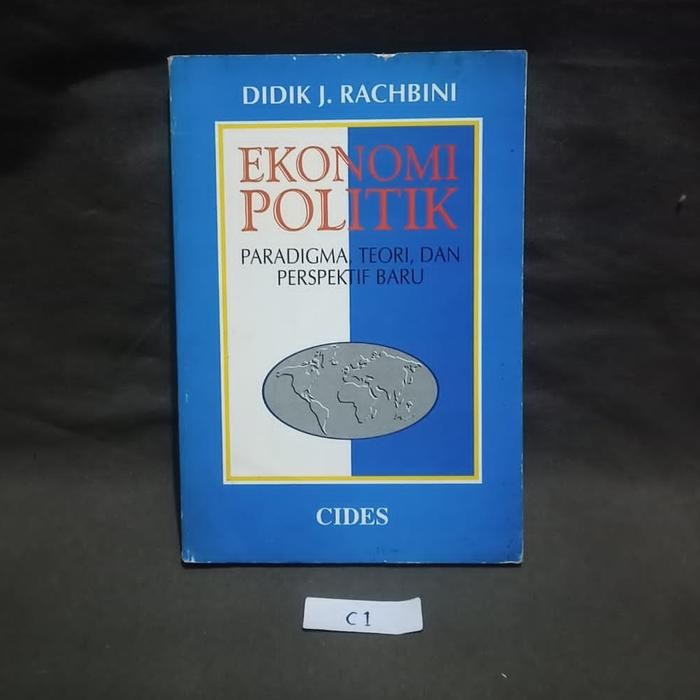 DIDIK J. RACHBINI
EKONOMI
POLITIK
PARADIGMA, TEORI, DAN
PERSPEKTIF BARU
CIDES
C1